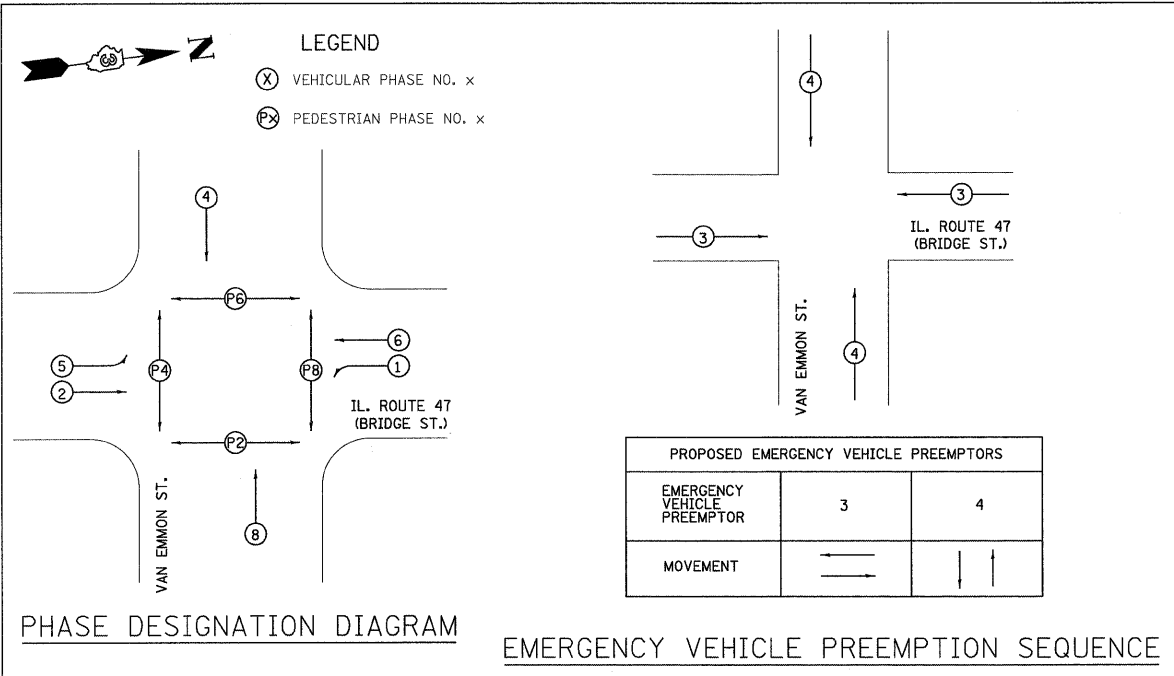 N
LEGEND
X VEHICULAR PHASE NO. x
Px PEDESTRIAN PHASE NO. x
4
P6
6
5
P4
P8
1
2
IL. ROUTE 47
(BRIDGE ST.)
P2
VAN EMMON ST.
8
PHASE DESIGNATION DIAGRAM
4
3
IL. ROUTE 47
(BRIDGE ST.)
3
VAN EMMON ST.
4
PROPOSED EMERGENCY VEHICLE PREEMPTORS
EMERGENCY
VEHICLE
PREEMPTOR
3
4
MOVEMENT
EMERGENCY VEHICLE PREEMPTION SEQUENCE